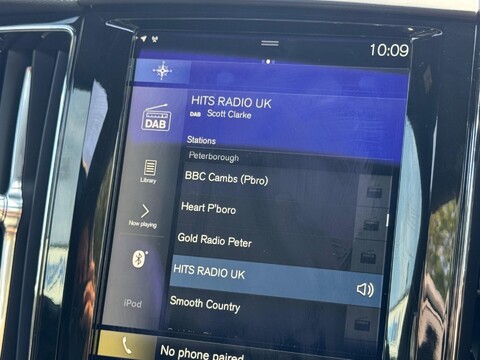 10:09
HITS RADIO UK
DAB Scott Clarke
DAB
Stations
Peterborough
Library
BBC Cambs (Pbro)
Heart P'boro
Now playing
Gold Radio Peter
HITS RADIO UK
iPod
Smooth Country
No phone paired